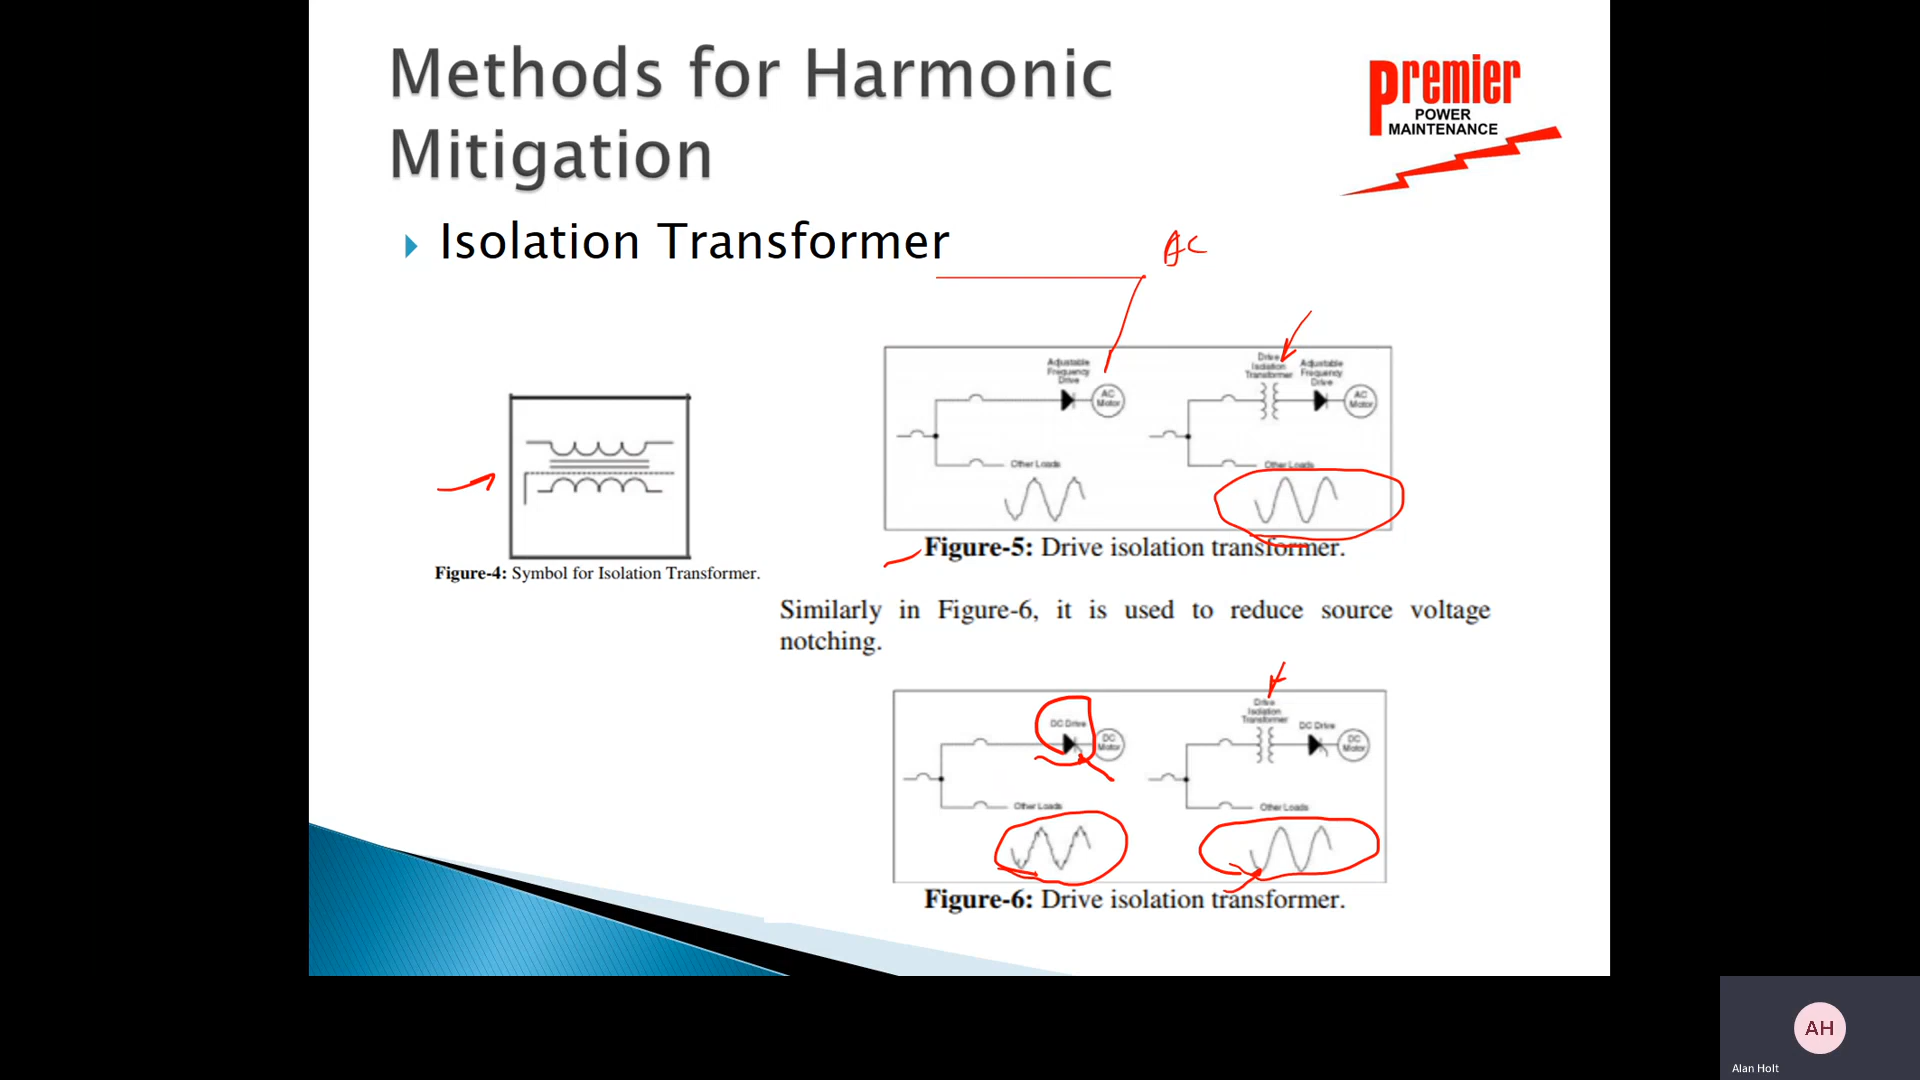 Methods for Harmonic
Mitigation
Premier
POWER
MAINTENANCE
Isolation Transformer
AC
Adjustable
Frequency
Drive
AC
Motor
Other Loads
Drive
Isolation
Transformer
Adjustable
Frequency
Drive
AC
Motor
Other Loads
Figure-4: Symbol for Isolation Transformer.
Figure-5: Drive isolation transformer.
Similarly in Figure-6, it is used to reduce source voltage
notching.
DC Drive
DC
Motor
Other Loads
Drive
Isolation
Transformer
DC Drive
DC
Motor
Other Loads
Figure-6: Drive isolation transformer.
AH
Alan Holt